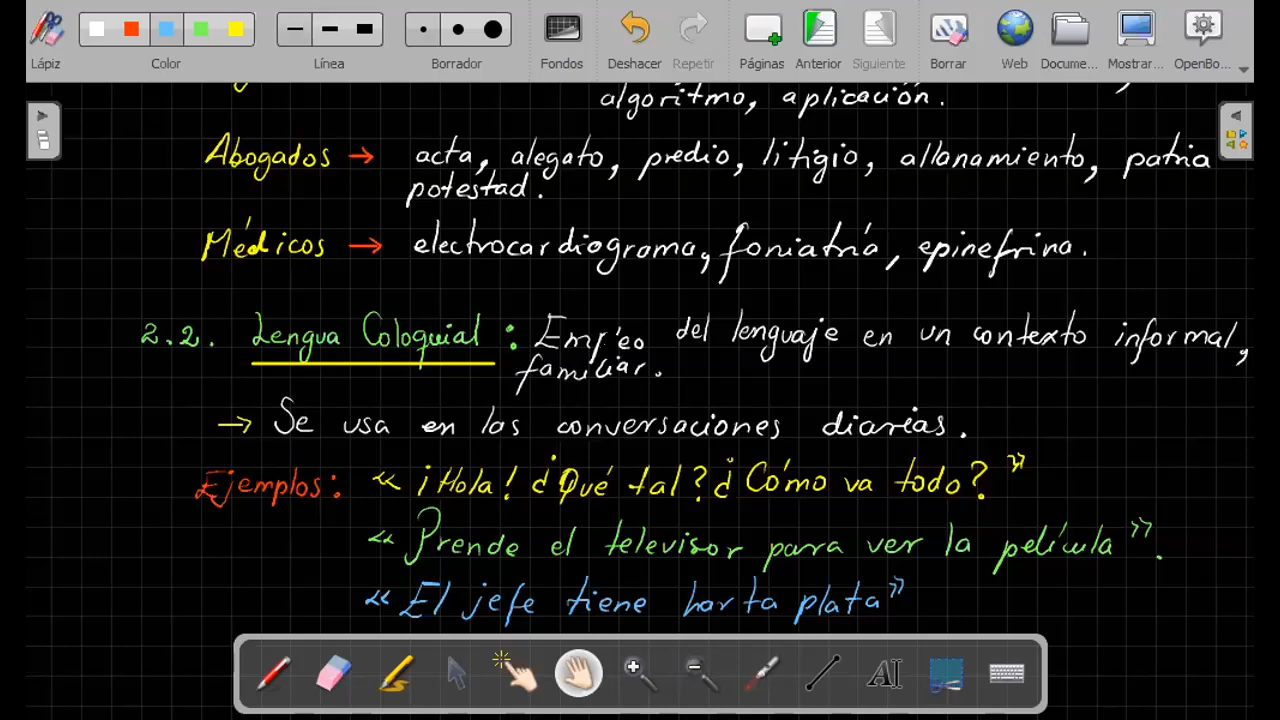 Lápiz Color Línea Borrador Fondos Deshacer Repetir Páginas Anterior Siguiente Borrar Web Docume... Mostrar... OpenBo...
algoritmo, aplicación.
Abogados → acta, alegato, predio, litigio, allanamiento, patria
potestad.
Médicos → electrocardiograma, foniatría, epinefrina.
2.2. Lengua Coloquial : Empleo del lenguaje en un contexto informal,
familiar.
→ Se usa en las conversaciones diarias.
Ejemplos: « ¡Hola! ¿Qué tal? ¿Cómo va todo? »
« Prende el televisor para ver la película ».
« El jefe tiene harta plata »